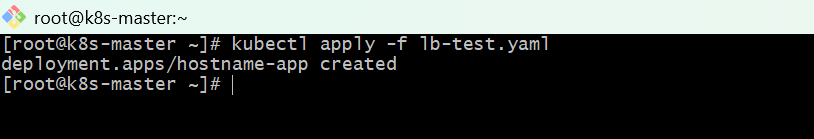 root@k8s-master:~
[root@k8s-master ~]# kubectl apply -f lb-test.yaml
deployment.apps/hostname-app created
[root@k8s-master ~]#